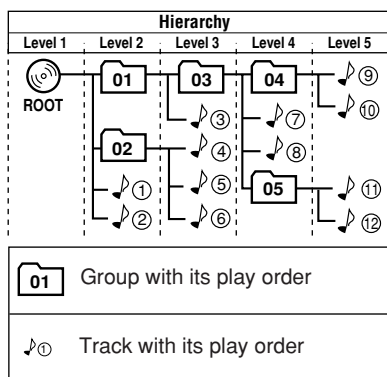 Hierarchy
Level 1 Level 2 Level 3 Level 4 Level 5
01 03 04 ⑨
ROOT ⑩
③ ⑦
02 ④ ⑧
① ⑤ 05 ⑪
② ⑥ ⑫
01 Group with its play order
① Track with its play order